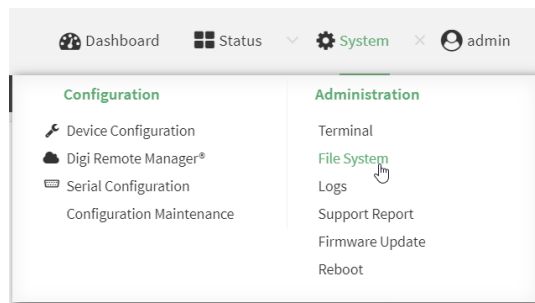 Dashboard Status System admin
Configuration
Device Configuration
Digi Remote Manager®
Serial Configuration
Configuration Maintenance
Administration
Terminal
File System
Logs
Support Report
Firmware Update
Reboot